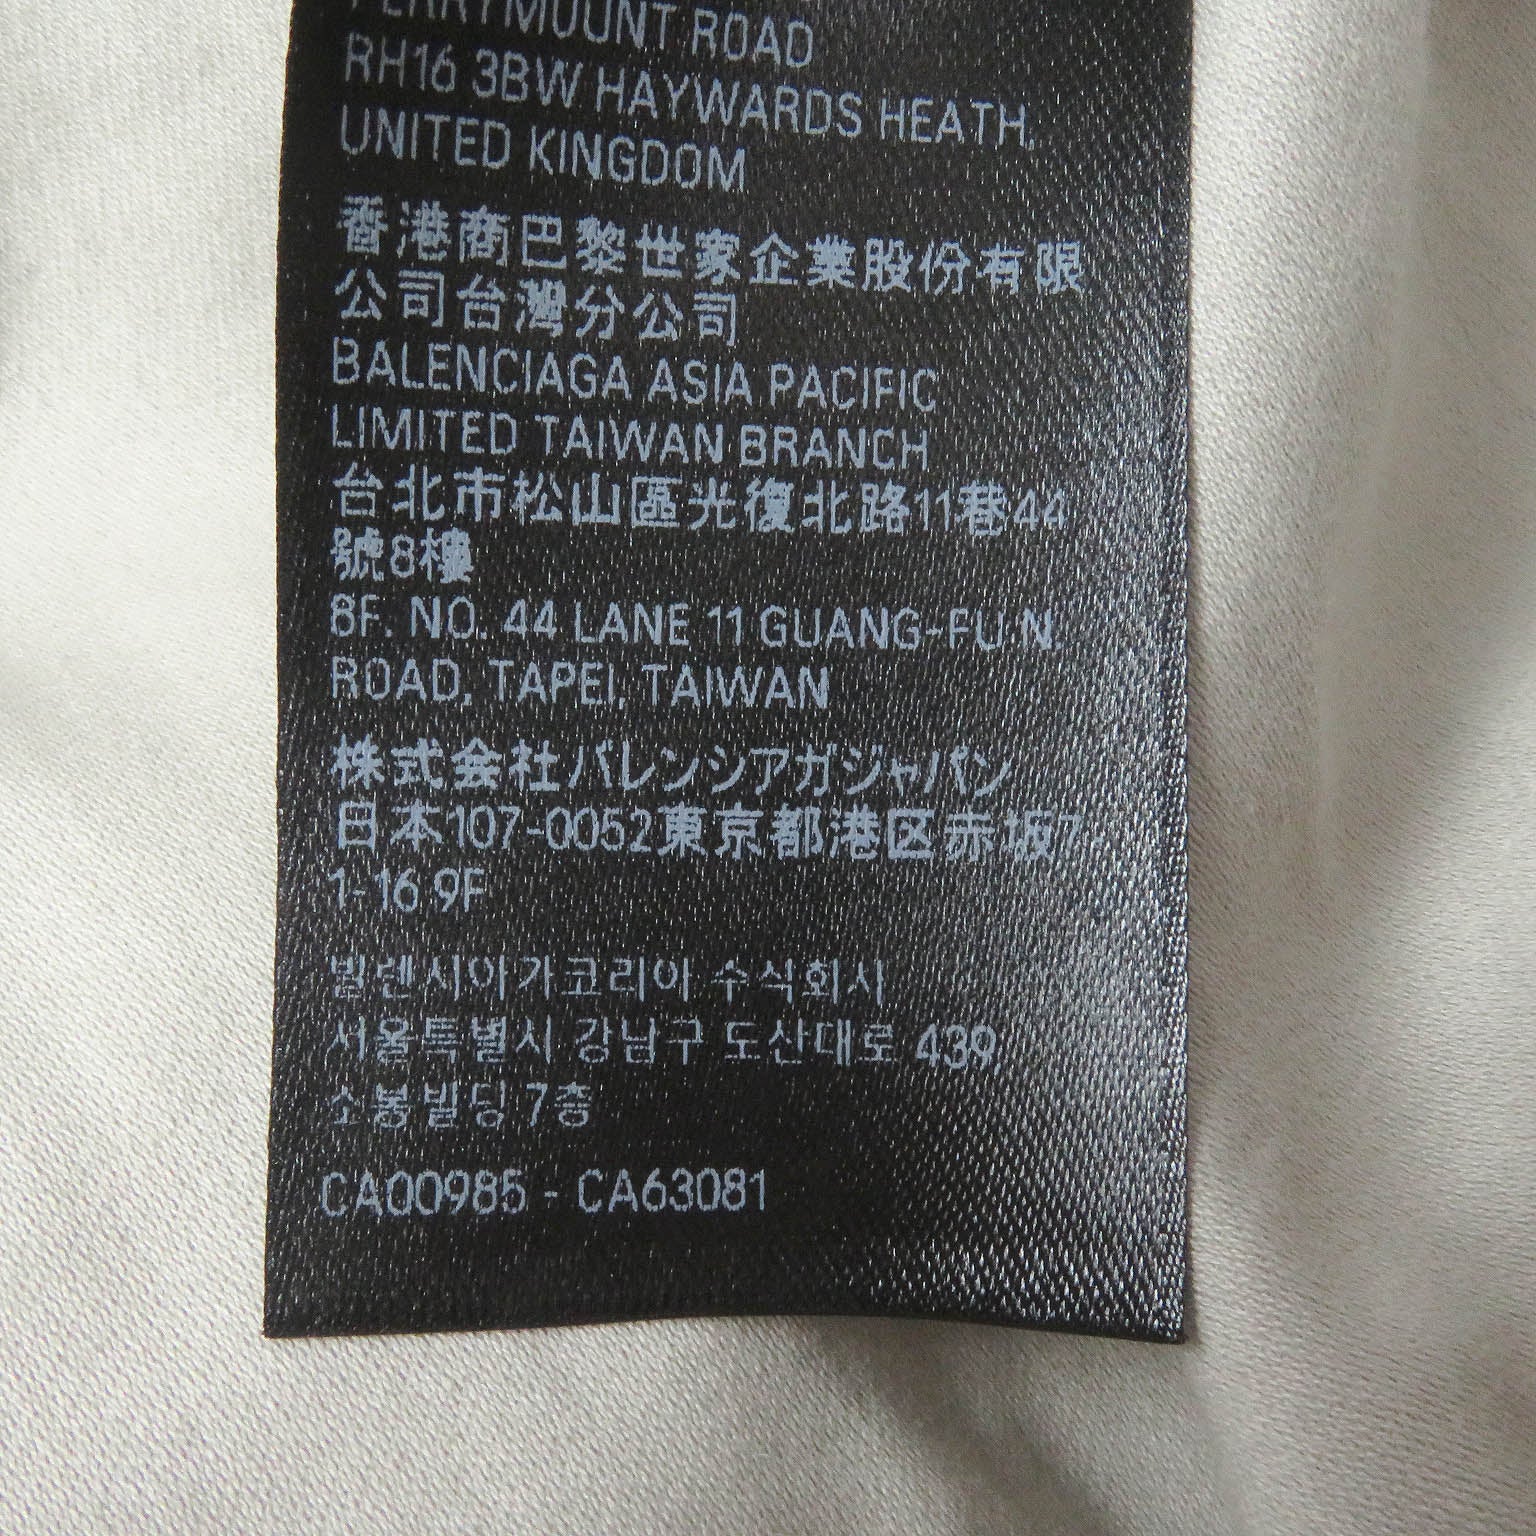 PERRYMOUNT ROAD
RH16 3BW HAYWARDS HEATH,
UNITED KINGDOM
香港商巴黎世家企業股份有限
公司台灣分公司
BALENCIAGA ASIA PACIFIC
LIMITED TAIWAN BRANCH
台北市松山區光復北路11巷44
號8樓
8F. NO. 44 LANE 11 GUANG-FU N.
ROAD, TAPEI, TAIWAN
株式会社バレンシアガジャパン
日本107-0052東京都港区赤坂7-
1-16 9F
발렌시아가코리아 수식회사
서울특별시 강남구 도산대로 439,
소봉빌딩 7층
CA00985 - CA63081